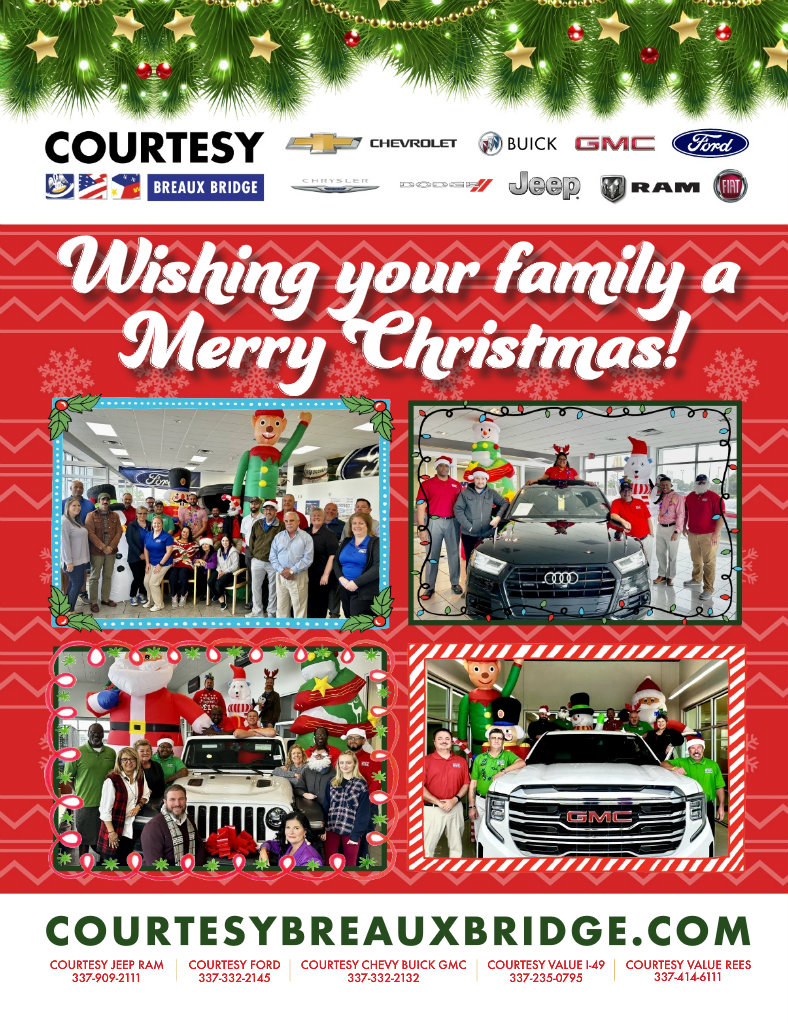 COURTESY
BREAUX BRIDGE
CHEVROLET BUICK GMC Ford
CHRYSLER DODGE Jeep RAM FIAT
Wishing your family a
Merry Christmas!
Ford
GMC
COURTESYBREAUXBRIDGE.COM
COURTESY JEEP RAM
337-909-2111
COURTESY FORD
337-332-2145
COURTESY CHEVY BUICK GMC
337-332-2132
COURTESY VALUE I-49
337-235-0795
COURTESY VALUE REES
337-414-6111